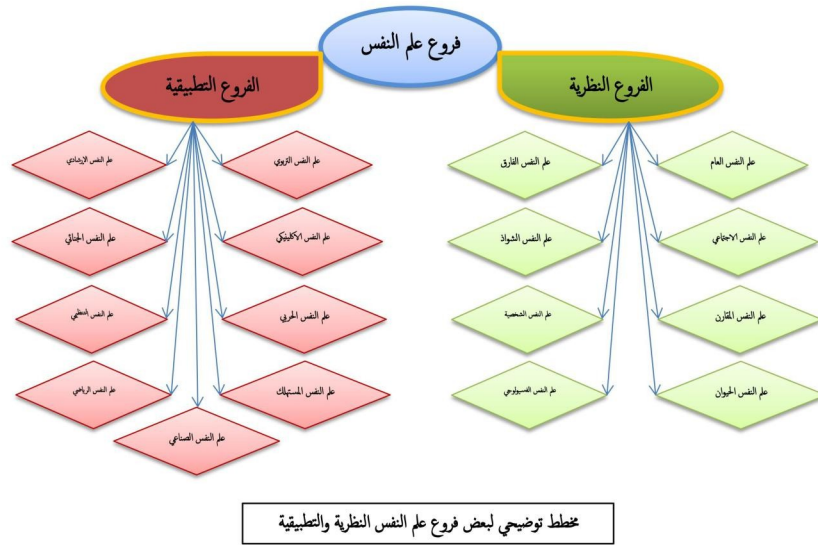 فروع علم النفس
الفروع النظرية
الفروع التطبيقية
علم النفس العام
علم النفس الفارق
علم النفس الاجتماعي
علم النفس الشواذ
علم النفس المقارن
علم النفس الشخصية
علم النفس الحيوان
علم النفس الفسيولوجي
علم النفس التربوي
علم النفس الإرشادي
علم النفس الاكلينيكي
علم النفس الجنائي
علم النفس الحربي
علم النفس
علم النفس المستهلك
علم النفس الرياضي
علم النفس الصناعي
مخطط توضيحي لبعض فروع علم النفس النظرية والتطبيقية